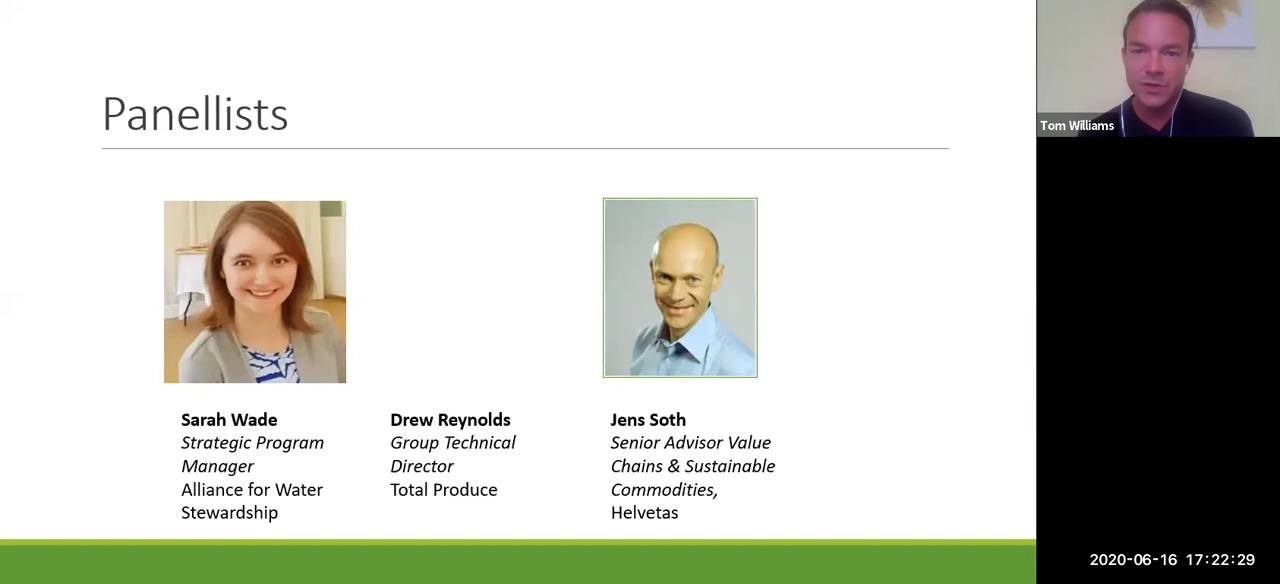 Panellists
Tom Williams
Sarah Wade
Strategic Program
Manager
Alliance for Water
Stewardship
Drew Reynolds
Group Technical
Director
Total Produce
Jens Soth
Senior Advisor Value
Chains & Sustainable
Commodities,
Helvetas
2020-06-16 17:22:29